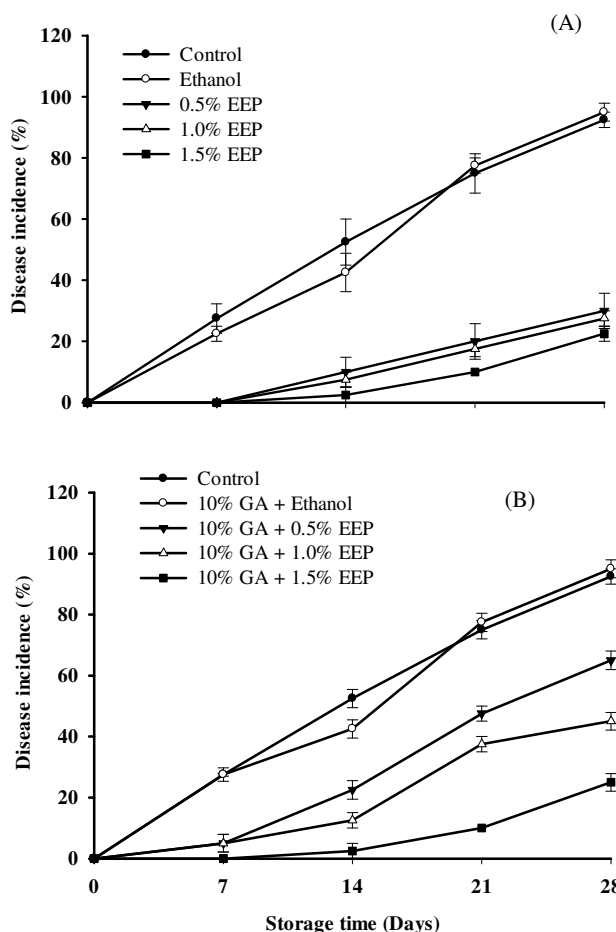 (A)
120
100
80
60
40
20
0
Disease incidence (%)
Control
Ethanol
0.5% EEP
1.0% EEP
1.5% EEP
(B)
Control
10% GA + Ethanol
10% GA + 0.5% EEP
10% GA + 1.0% EEP
10% GA + 1.5% EEP
120
100
80
60
40
20
0
Disease incidence (%)
0 7 14 21 28
Storage time (Days)